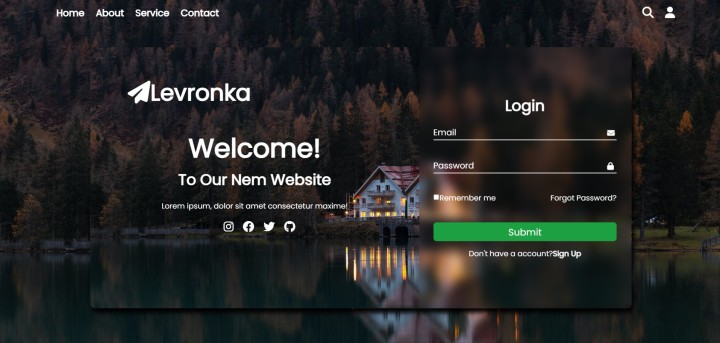 Home About Service Contact
Levronka
Welcome!
To Our Nem Website
Lorem ipsum, dolor sit amet consectetur maxime!
Login
Email
Password
Remember me Forgot Password?
Submit
Don't have a account?Sign Up